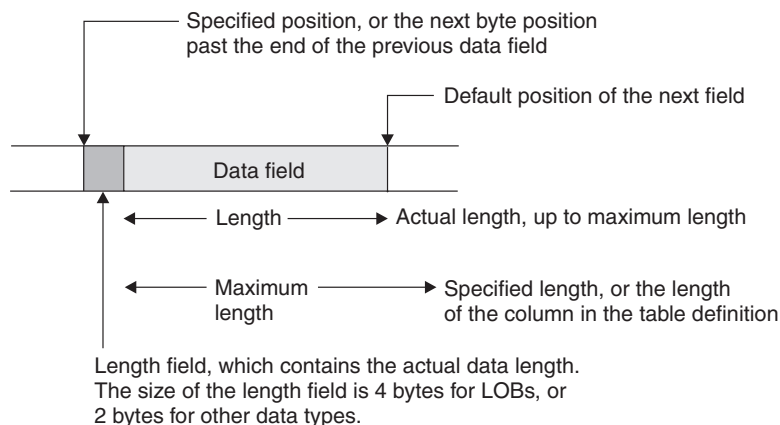 Specified position, or the next byte position
past the end of the previous data field
Default position of the next field
Data field
Length
Actual length, up to maximum length
Maximum
length
Specified length, or the length
of the column in the table definition
Length field, which contains the actual data length.
The size of the length field is 4 bytes for LOBs, or
2 bytes for other data types.